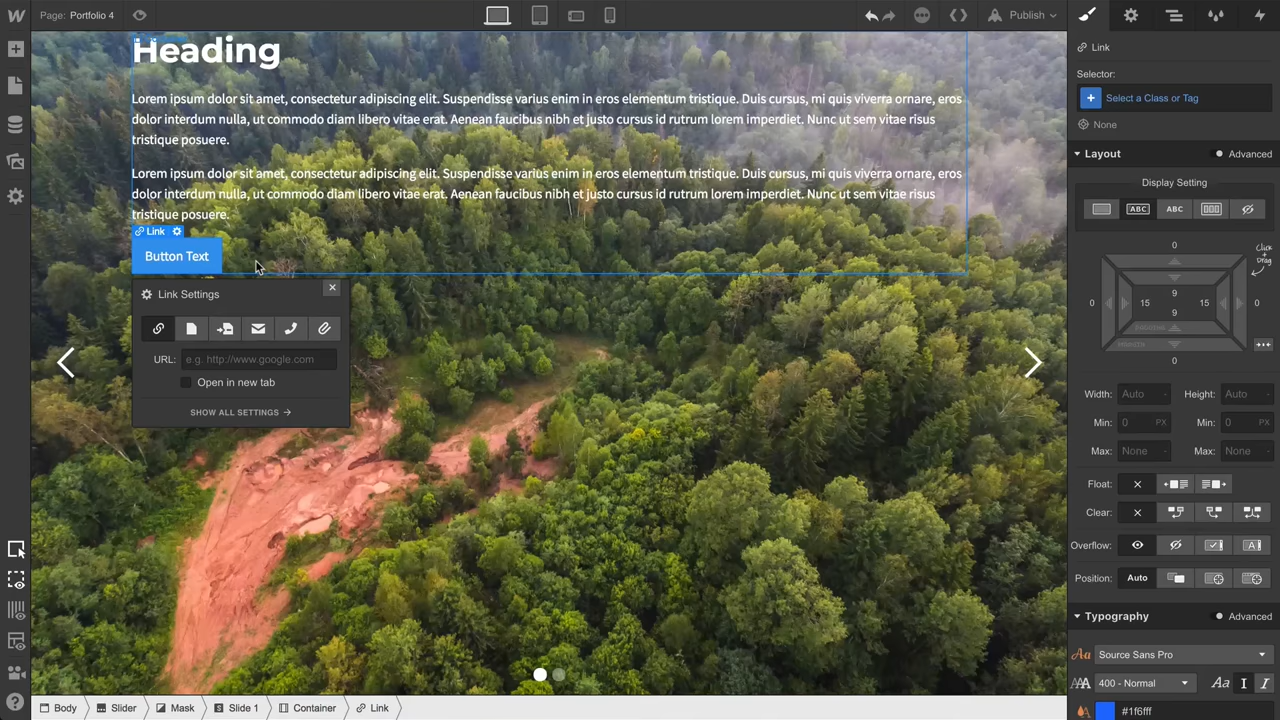 Page: Portfolio 4
Publish
Heading
Lorem ipsum dolor sit amet, consectetur adipiscing elit. Suspendisse varius enim in eros elementum tristique. Duis cursus, mi quis viverra ornare, eros
dolor interdum nulla, ut commodo diam libero vitae erat. Aenean faucibus nibh et justo cursus id rutrum lorem imperdiet. Nunc ut sem vitae risus
tristique posuere.
Lorem ipsum dolor sit amet, consectetur adipiscing elit. Suspendisse varius enim in eros elementum tristique. Duis cursus, mi quis viverra ornare, eros
dolor interdum nulla, ut commodo diam libero vitae erat. Aenean faucibus nibh et justo cursus id rutrum lorem imperdiet. Nunc ut sem vitae risus
tristique posuere.
Link
Button Text
Link Settings
URL: e.g. http://www.google.com
Open in new tab
SHOW ALL SETTINGS
Body Slider Mask Slide 1 Container Link
Link
Selector:
Select a Class or Tag
None
Layout Advanced
Display Setting
ABC ABC
0
Click
+
Drag
9
0 15 15 0
9
PADDING
MARGIN
0
Width: Auto - Height: Auto -
Min: 0 PX Min: 0 PX
Max: None - Max: None -
Float:
Clear:
Overflow: A
Position: Auto
Typography Advanced
Aa Source Sans Pro
AAA 400 - Normal Aa I I
A #1f6fff